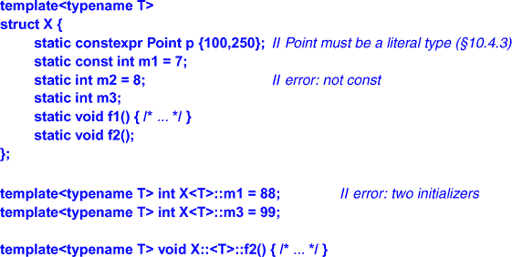 template<typename T>
struct X {
static constexpr Point p {100,250}; // Point must be a literal type (§10.4.3)
static const int m1 = 7;
static int m2 = 8; // error: not const
static int m3;
static void f1() { /* ... */ }
static void f2();
};
template<typename T> int X<T>::m1 = 88; // error: two initializers
template<typename T> int X<T>::m3 = 99;
template<typename T> void X::<T>::f2() { /* ... */ }